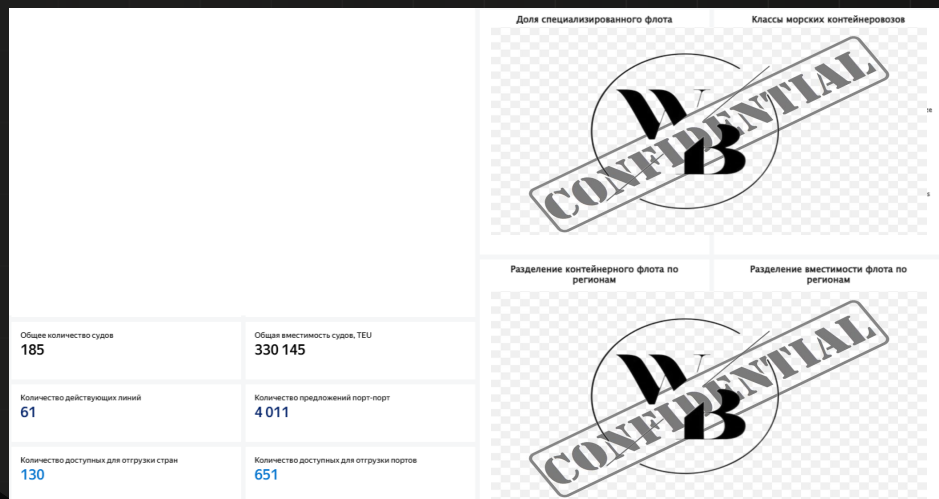 Доля специализированного флота
Классы морских контейнеровозов
WB
CONFIDENTIAL
Разделение контейнерного флота по
регионам
Разделение вместимости флота по
регионам
WB
CONFIDENTIAL
Общее количество судов
185
Общая вместимость судов, TEU
330 145
Количество действующих линий
61
Количество предложений порт-порт
4 011
Количество доступных для отгрузки стран
130
Количество доступных для отгрузки портов
651